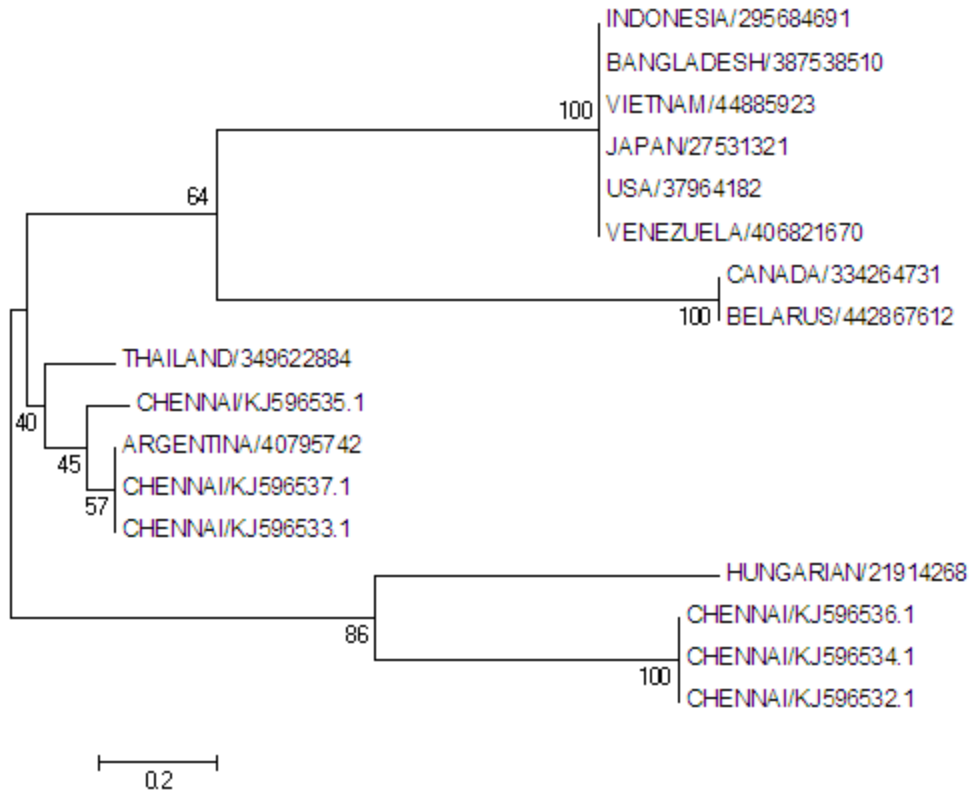 INDONESIA/295684691
BANGLADESH/387538510
100
VIETNAM/44885923
JAPAN/27531321
USA/37964182
64
VENEZUELA/406821670
CANADA/334264731
100
BELARUS/442867612
THAILAND/349622884
CHENNAI/KJ596535.1
40
ARGENTINA/40795742
45
CHENNAI/KJ596537.1
57
CHENNAI/KJ596533.1
HUNGARIAN/21914268
CHENNAI/KJ596536.1
86
CHENNAI/KJ596534.1
100
CHENNAI/KJ596532.1
0.2